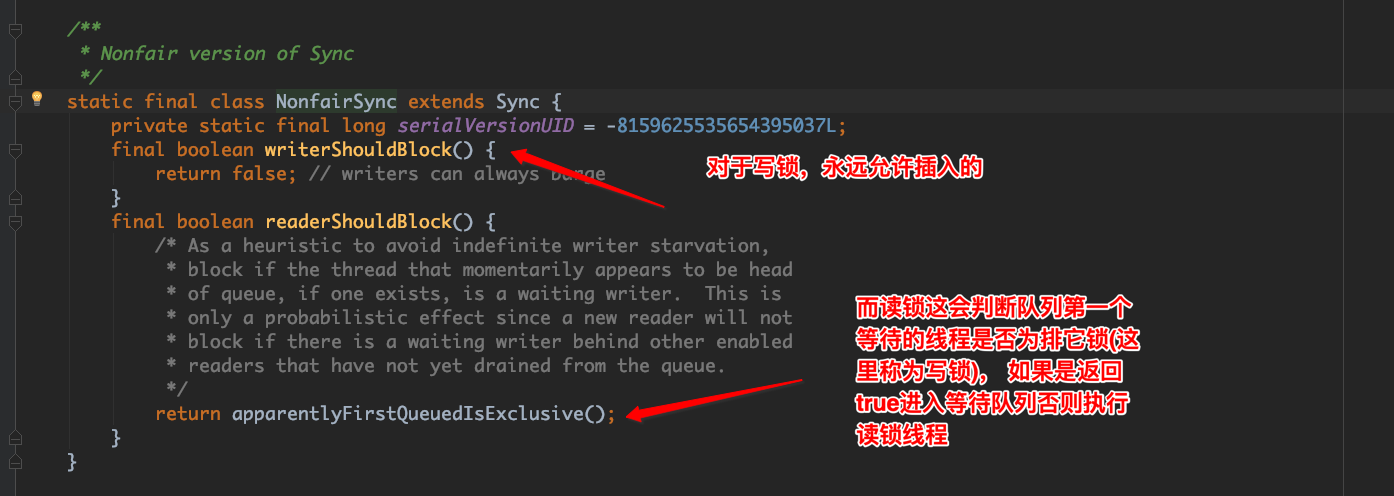 /**
* Nonfair version of Sync
*/
static final class NonfairSync extends Sync {
private static final long serialVersionUID = -8159625535654395037L;
final boolean writerShouldBlock() {
return false; // writers can always barge
}
对于写锁，永远允许插入的
final boolean readerShouldBlock() {
/* As a heuristic to avoid indefinite writer starvation,
* block if the thread that momentarily appears to be head
* of queue, if one exists, is a waiting writer.  This is
* only a probabilistic effect since a new reader will not
* block if there is a waiting writer behind other enabled
* readers that have not yet drained from the queue.
*/
return apparentlyFirstQueuedIsExclusive();
}
}
而读锁这会判断队列第一个
等待的线程是否为排它锁(这
里称为写锁)， 如果是返回
true进入等待队列否则执行
读锁线程